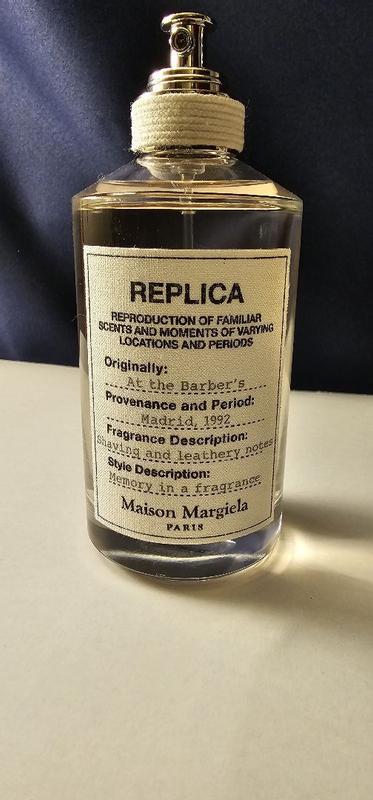 REPLICA
REPRODUCTION OF FAMILIAR
SCENTS AND MOMENTS OF VARYING
LOCATIONS AND PERIODS
Originally:
At the Barber's
Provenance and Period:
Madrid, 1992
Fragrance Description:
Shaving and leathery notes
Style Description:
Memory in a fragrance
Maison Margiela
PARIS